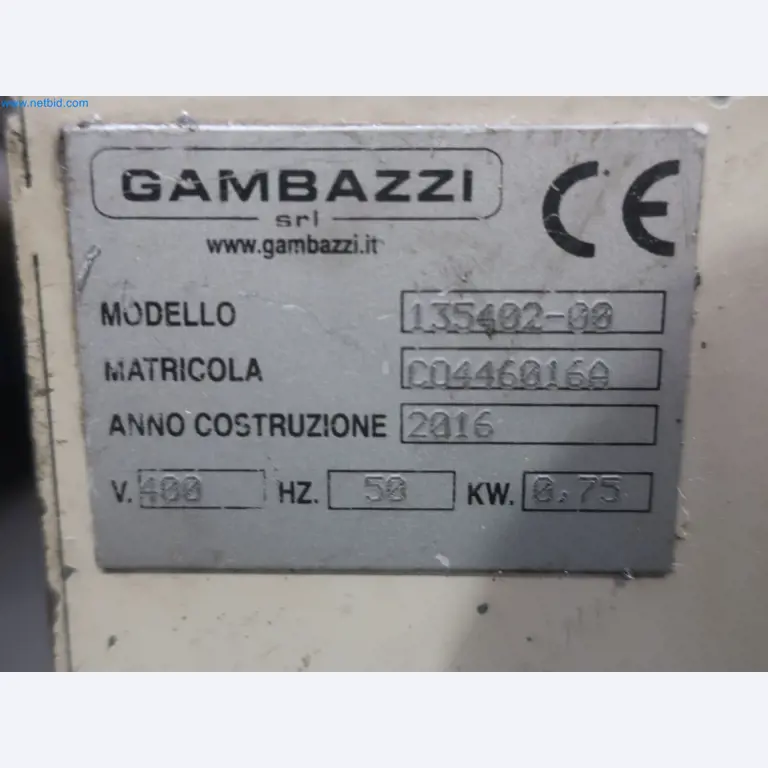 www.netbid.com
GAMBAZZI
srl
www.gambazzi.it
CE
MODELLO 135402-00
MATRICOLA CO446016A
ANNO COSTRUZIONE 2016
V. 400 HZ. 50 KW. 0,75